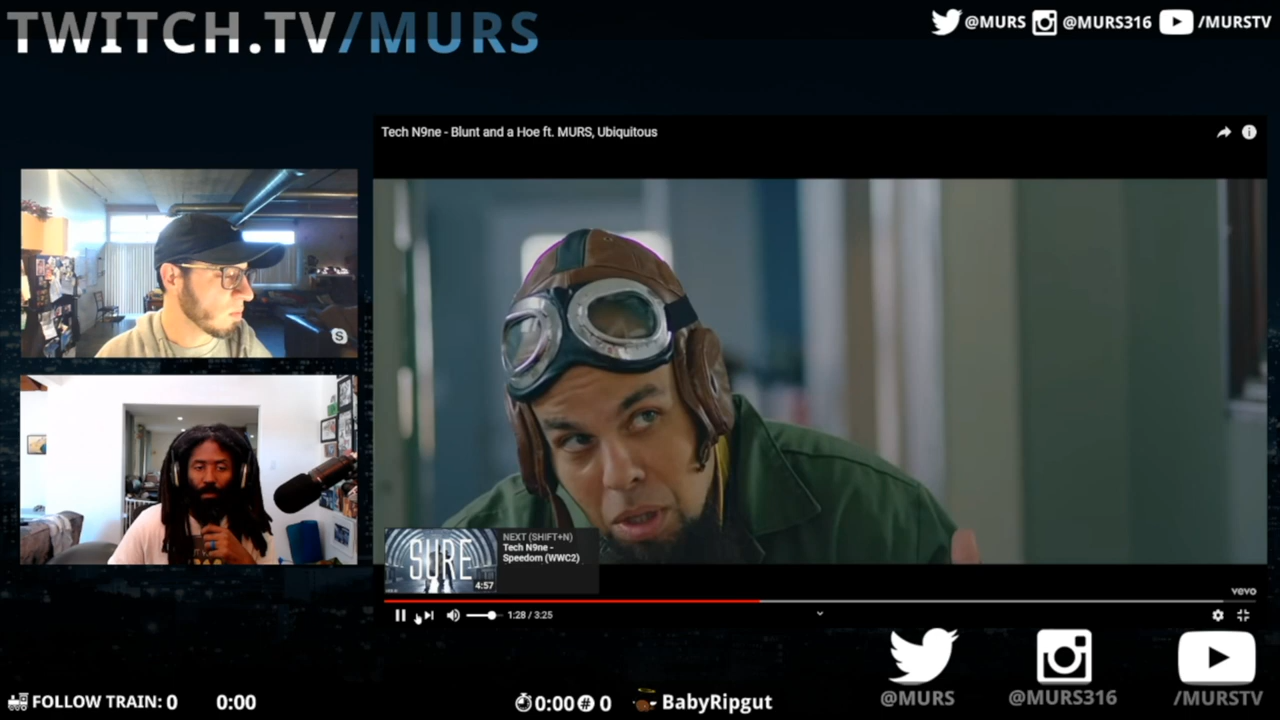 TWITCH.TV/MURS
@MURS @MURS316 /MURSTV
Tech N9ne - Blunt and a Hoe ft. MURS, Ubiquitous
SURE
4:57
NEXT (SHIFT+N)
Tech N9ne -
Speedom (WWC2)
vevo
1:28 / 3:25
@MURS @MURS316 /MURSTV
FOLLOW TRAIN: 0 0:00 0:00 # 0 BabyRipgut